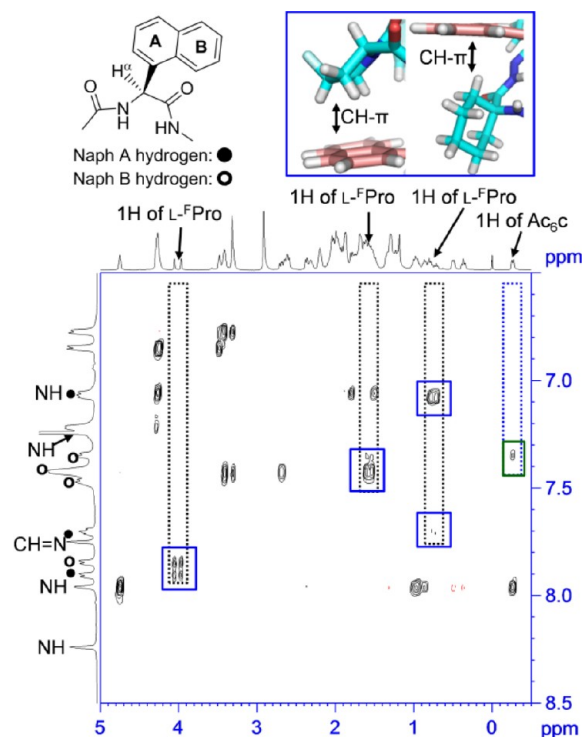 A
B
H^α
O
N
H
O
HN
Naph A hydrogen: ●
Naph B hydrogen: ○
CH-π
CH-π
1H of L-ᶠPro
1H of L-ᶠPro
1H of L-ᶠPro
1H of Ac₆c
ppm
NH
NH
CH=N
NH
NH
7.0
7.5
8.0
8.5
5 4 3 2 1 0 ppm